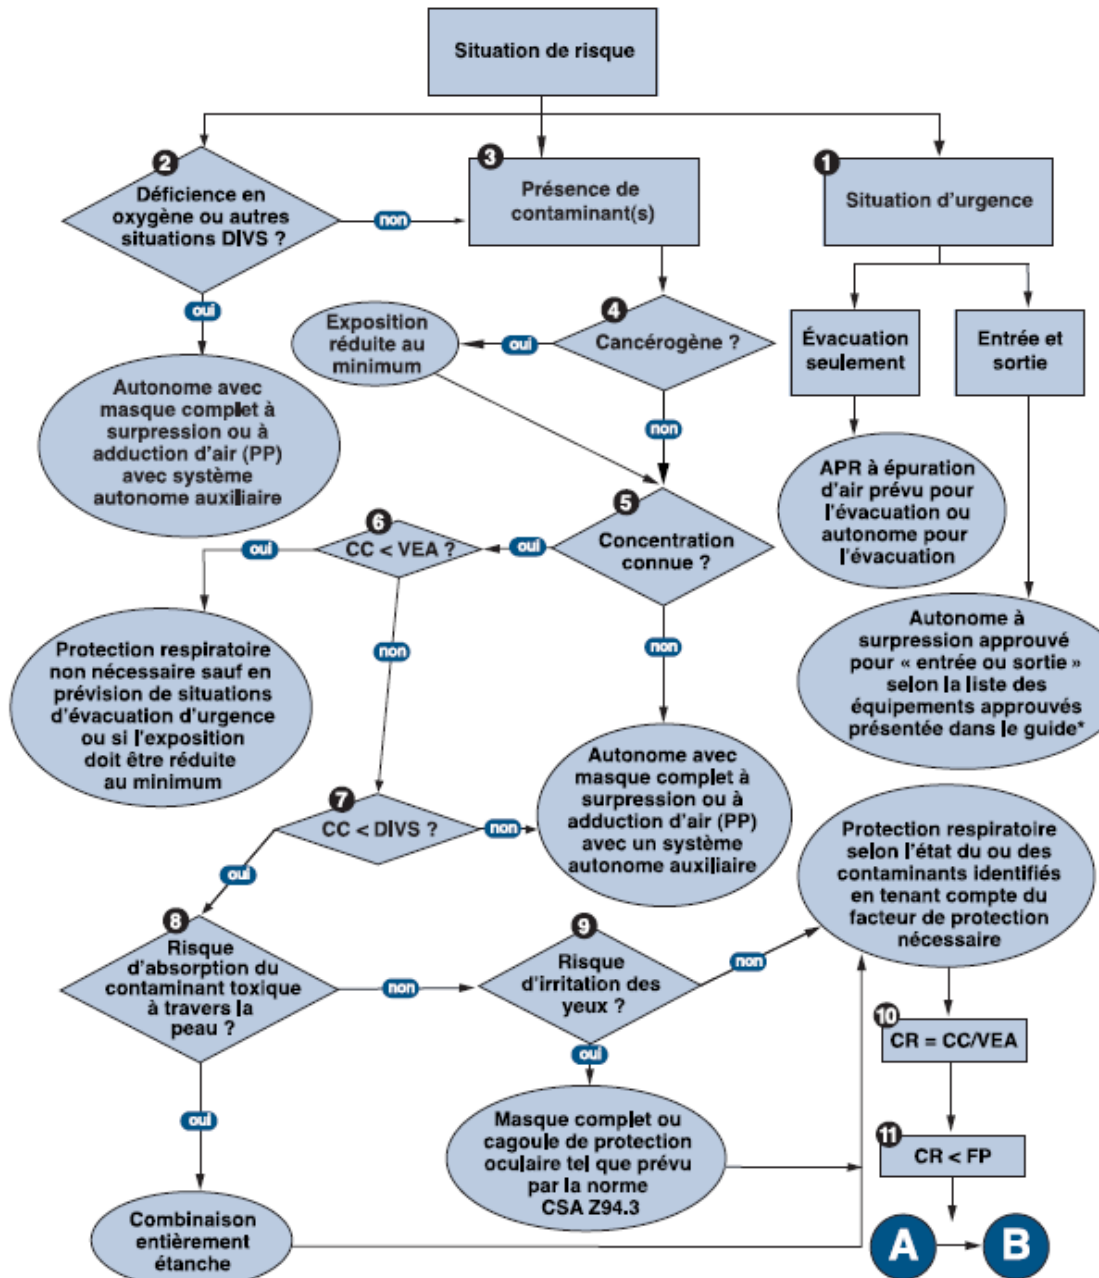 Situation de risque
2
Déficience en
oxygène ou autres
situations DIVS ?
non
oui
3
Présence de
contaminant(s)
1
Situation d'urgence
Autonome avec
masque complet à
surpression ou à
adduction d'air (PP)
avec système
autonome auxiliaire
Exposition
réduite au
minimum
oui
4
Cancérogène ?
non
Évacuation
seulement
Entrée et
sortie
APR à épuration
d'air prévu pour
l'évacuation ou
autonome pour
l'évacuation
Autonome à
surpression approuvé
pour « entrée ou sortie »
selon la liste des
équipements approuvés
présentée dans le guide*
5
Concentration
connue ?
oui
non
6
CC < VEA ?
oui
non
Protection respiratoire
non nécessaire sauf en
prévision de situations
d'évacuation d'urgence
ou si l'exposition
doit être réduite
au minimum
Autonome avec
masque complet à
surpression ou à
adduction d'air (PP)
avec un système
autonome auxiliaire
7
CC < DIVS ?
non
oui
8
Risque
d'absorption du
contaminant toxique
à travers la
peau ?
non
oui
9
Risque
d'irritation des
yeux ?
non
oui
Protection respiratoire
selon l'état du ou des
contaminants identifiés
en tenant compte du
facteur de protection
nécessaire
10
CR = CC/VEA
11
CR < FP
Masque complet ou
cagoule de protection
oculaire tel que prévu
par la norme
CSA Z94.3
Combinaison
entièrement
étanche
A
B